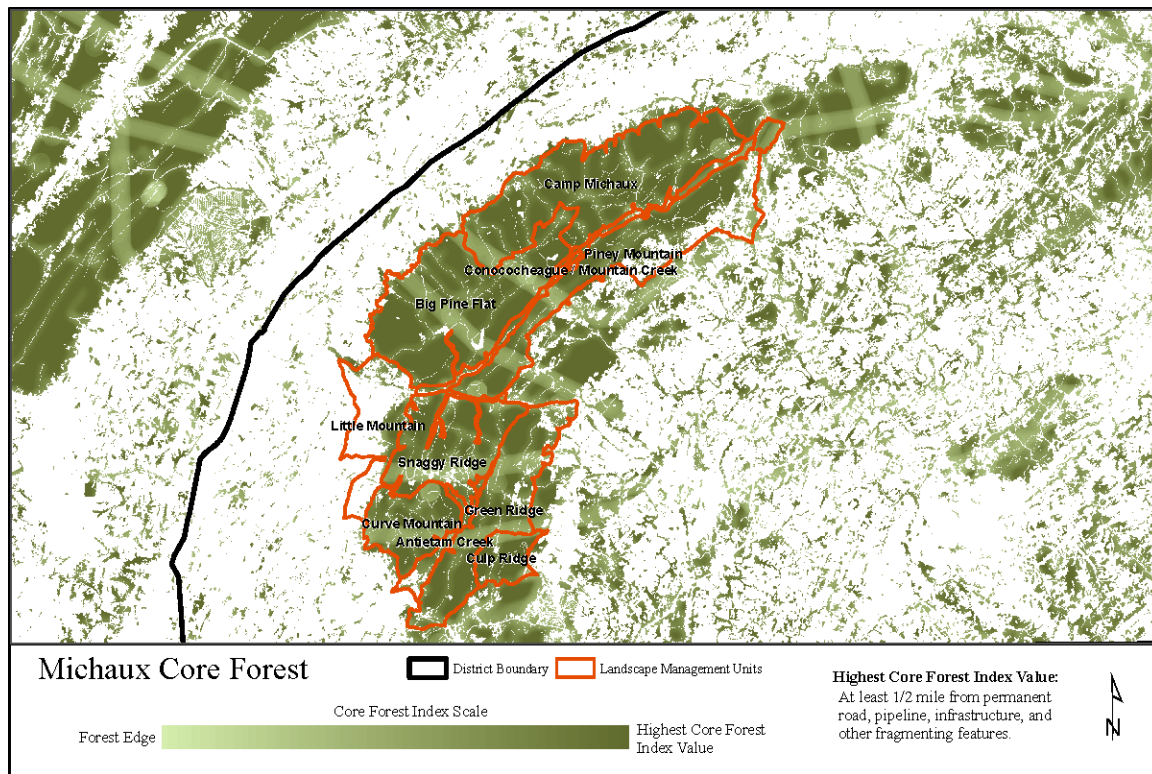 Camp Michaux
Piney Mountain
Conococheague / Mountain Creek
Big Pine Flat
Little Mountain
Snaggy Ridge
Green Ridge
Curve Mountain
Antietam Creek
Culp Ridge
Michaux Core Forest
District Boundary
Landscape Management Units
Core Forest Index Scale
Forest Edge
Highest Core Forest
Index Value
Highest Core Forest Index Value:
At least 1/2 mile from permanent
road, pipeline, infrastructure, and
other fragmenting features.
N